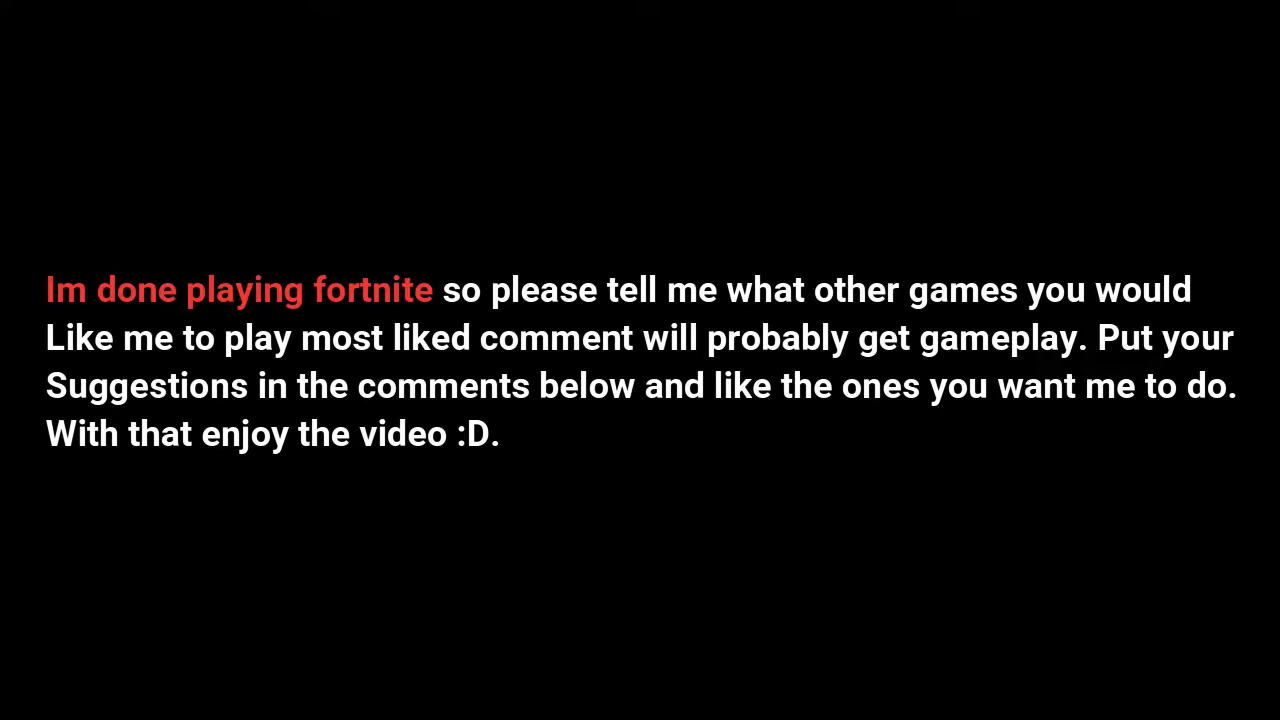 Im done playing fortnite so please tell me what other games you would
Like me to play most liked comment will probably get gameplay. Put your
Suggestions in the comments below and like the ones you want me to do.
With that enjoy the video :D.